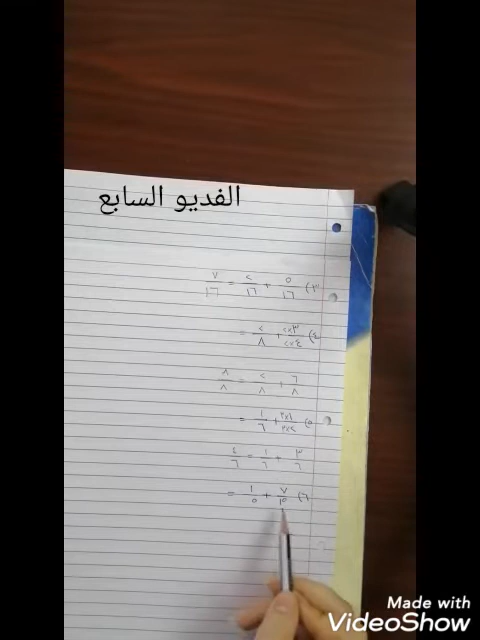 الفديو السابع
٣) ٥/١٦ + ٢/١٦ = ٧/١٦
٤) ٢×٣/٢×٤ + ٢/٨ =
٦/٨ + ٢/٨ = ٨/٨
٥) ٣×١/٣×٢ + ١/٦ =
٣/٦ + ١/٦ = ٤/٦
٦) ٧/١٠ + ١/٥ =
Made with
VideoShow